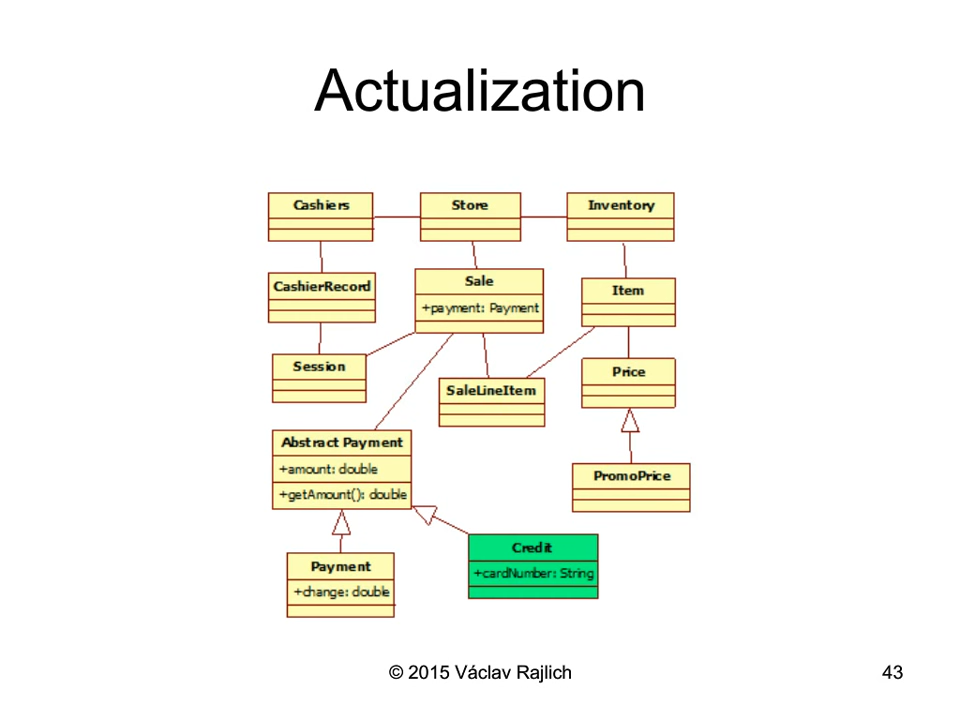 Actualization
Cashiers
Store
Inventory
CashierRecord
Sale
+payment: Payment
Item
Session
SaleLineItem
Price
Abstract Payment
+amount: double
+getAmount(): double
PromoPrice
Payment
+change: double
Credit
+cardNumber: String
© 2015 Václav Rajlich
43